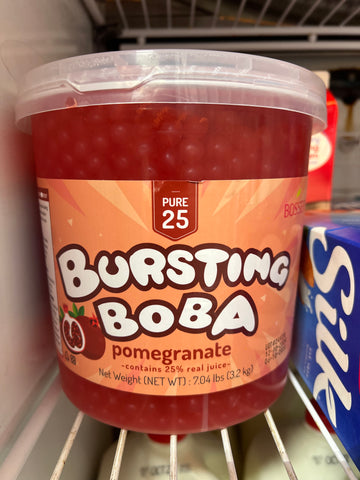 PURE
25
BOSSE
BURSTING
BOBA
pomegranate
-contains 25% real juice-
Net Weight (NET WT) : 7.04 lbs (3.2 kg)
Silk